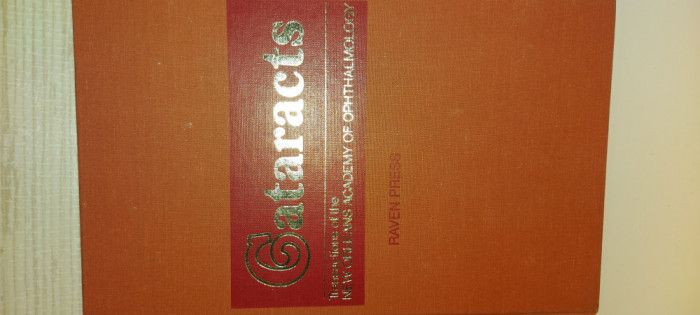 Cataracts
Transactions of the
NEW ORLEANS ACADEMY OF OPHTHALMOLOGY
RAVEN PRESS